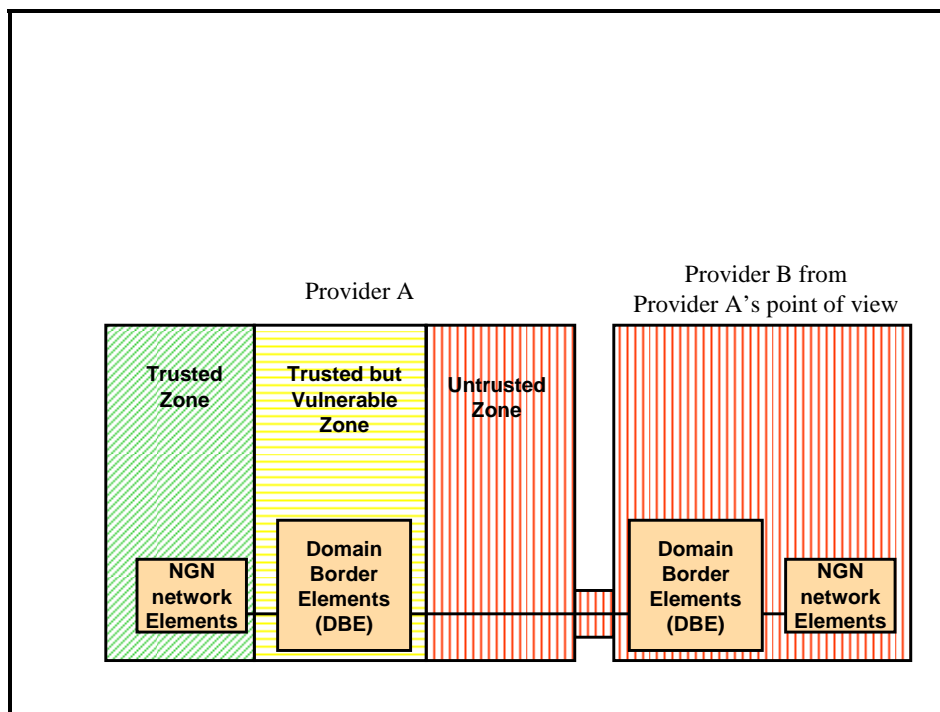 Provider A
Provider B from
Provider A’s point of view
Trusted
Zone
Trusted but
Vulnerable
Zone
Untrusted
Zone
NGN
network
Elements
Domain
Border
Elements
(DBE)
Domain
Border
Elements
(DBE)
NGN
network
Elements